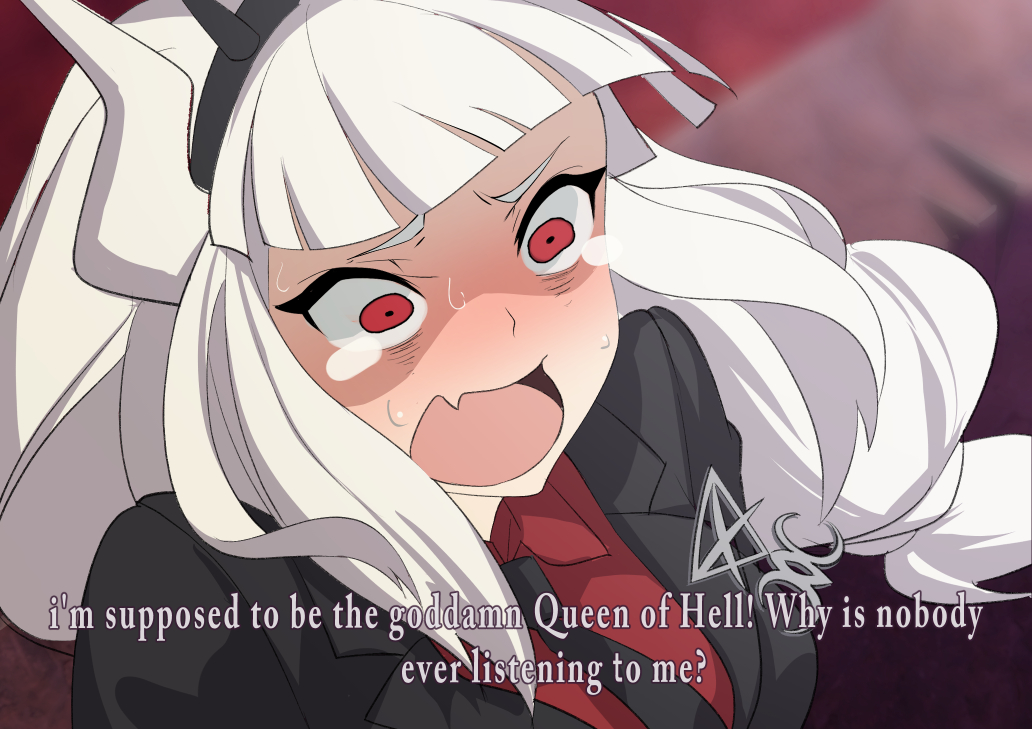 i'm supposed to be the goddamn Queen of Hell! Why is nobody
ever listening to me?